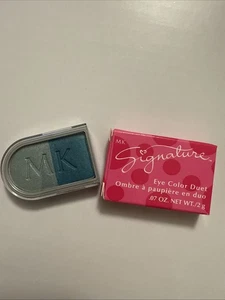 MK
MK
Signature
Eye Color Duet
Ombre à paupière en duo
.07 OZ. NET WT./2 g